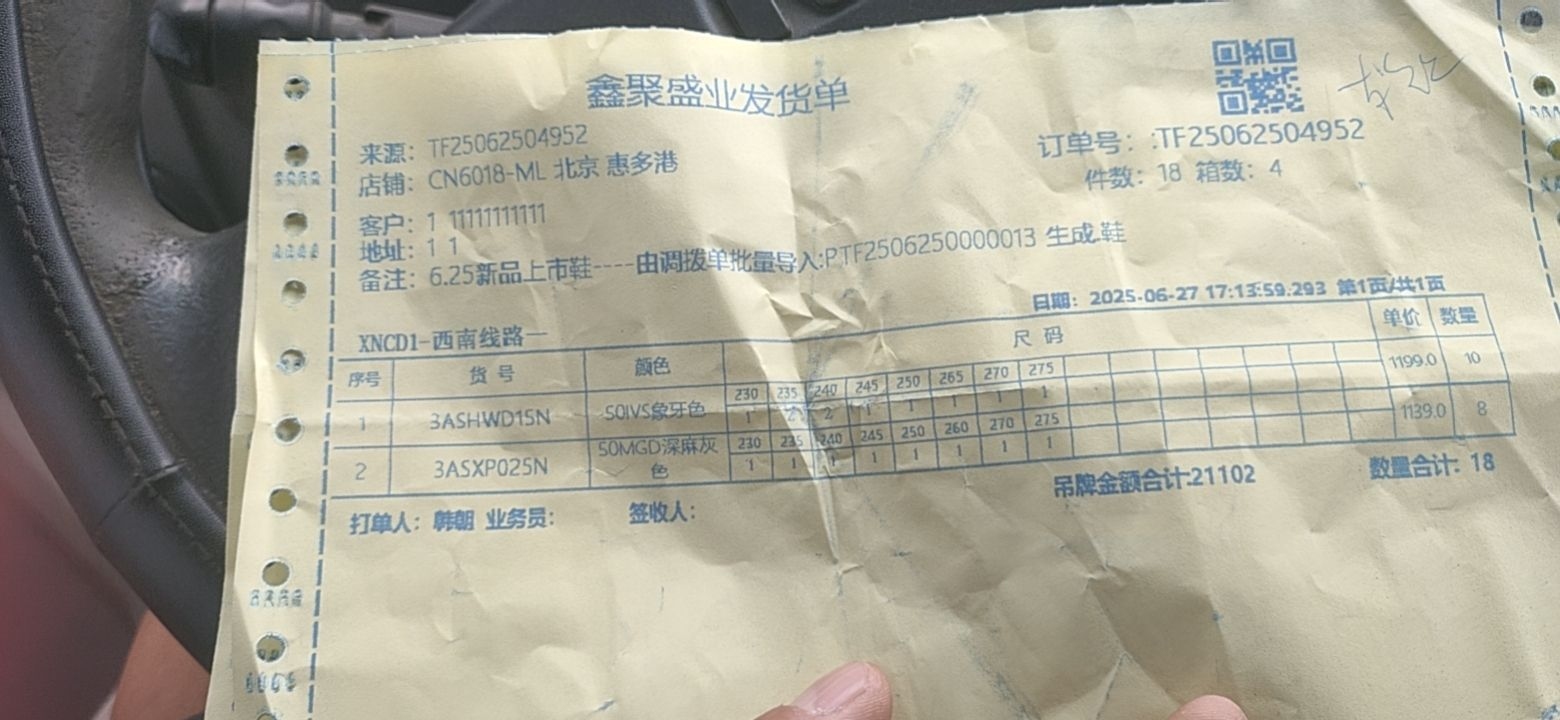 鑫聚盛业发货单
来源：TF25062504952
订单号：.TF25062504952
店铺：CN6018-ML 北京 惠多港
件数：18 箱数：4
客户：1 11111111111
地址：1 1
备注：6.25新品上市鞋----由调拨单批量导入:PTF2506250000013 生成.鞋
日期：2025-06-27 17:13:59.293 第1页/共1页
XNCD1-西南线路一
序号 货号 颜色 尺码 单价 数量
230 235 240 245 250 265 270 275
1 3ASHWD15N 50IVS象牙色 1 2 2 1 1 1 1 1 1199.0 10
230 235 240 245 250 260 270 275
2 3ASXP025N 50MGD深麻灰色 1 1 1 1 1 1 1 1 1139.0 8
吊牌金额合计:21102 数量合计：18
打单人：韩朝 业务员： 签收人：